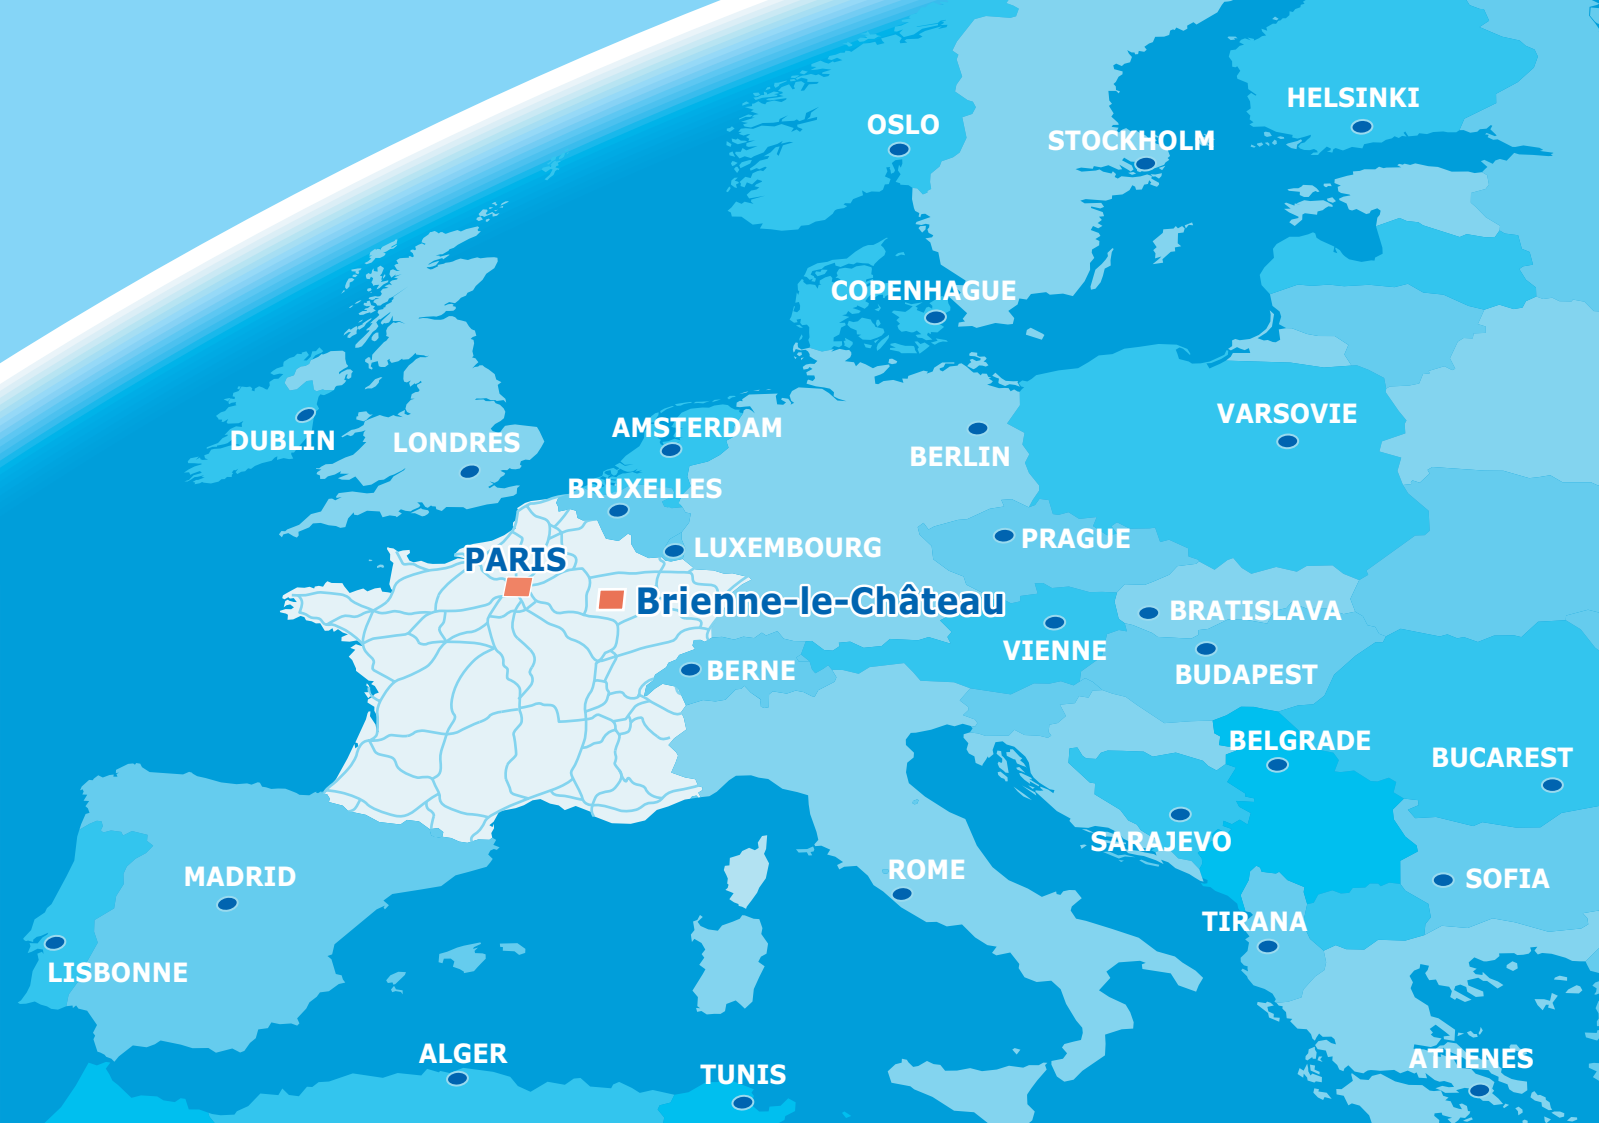 HELSINKI
OSLO
STOCKHOLM
COPENHAGUE
VARSOVIE
AMSTERDAM
DUBLIN
LONDRES
BERLIN
BRUXELLES
PRAGUE
LUXEMBOURG
PARIS
Brienne-le-Château
BRATISLAVA
VIENNE
BERNE
BUDAPEST
BELGRADE
BUCAREST
SARAJEVO
ROME
MADRID
SOFIA
TIRANA
LISBONNE
ALGER
ATHENES
TUNIS